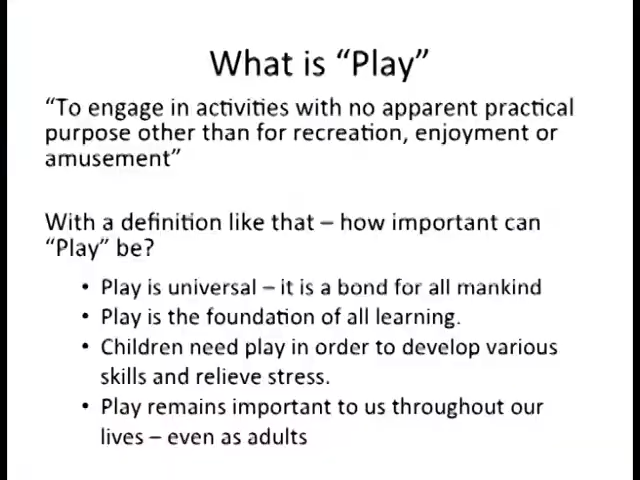 What is “Play”
“To engage in activities with no apparent practical
purpose other than for recreation, enjoyment or
amusement”
With a definition like that – how important can
“Play” be?
• Play is universal – it is a bond for all mankind
• Play is the foundation of all learning.
• Children need play in order to develop various
skills and relieve stress.
• Play remains important to us throughout our
lives – even as adults